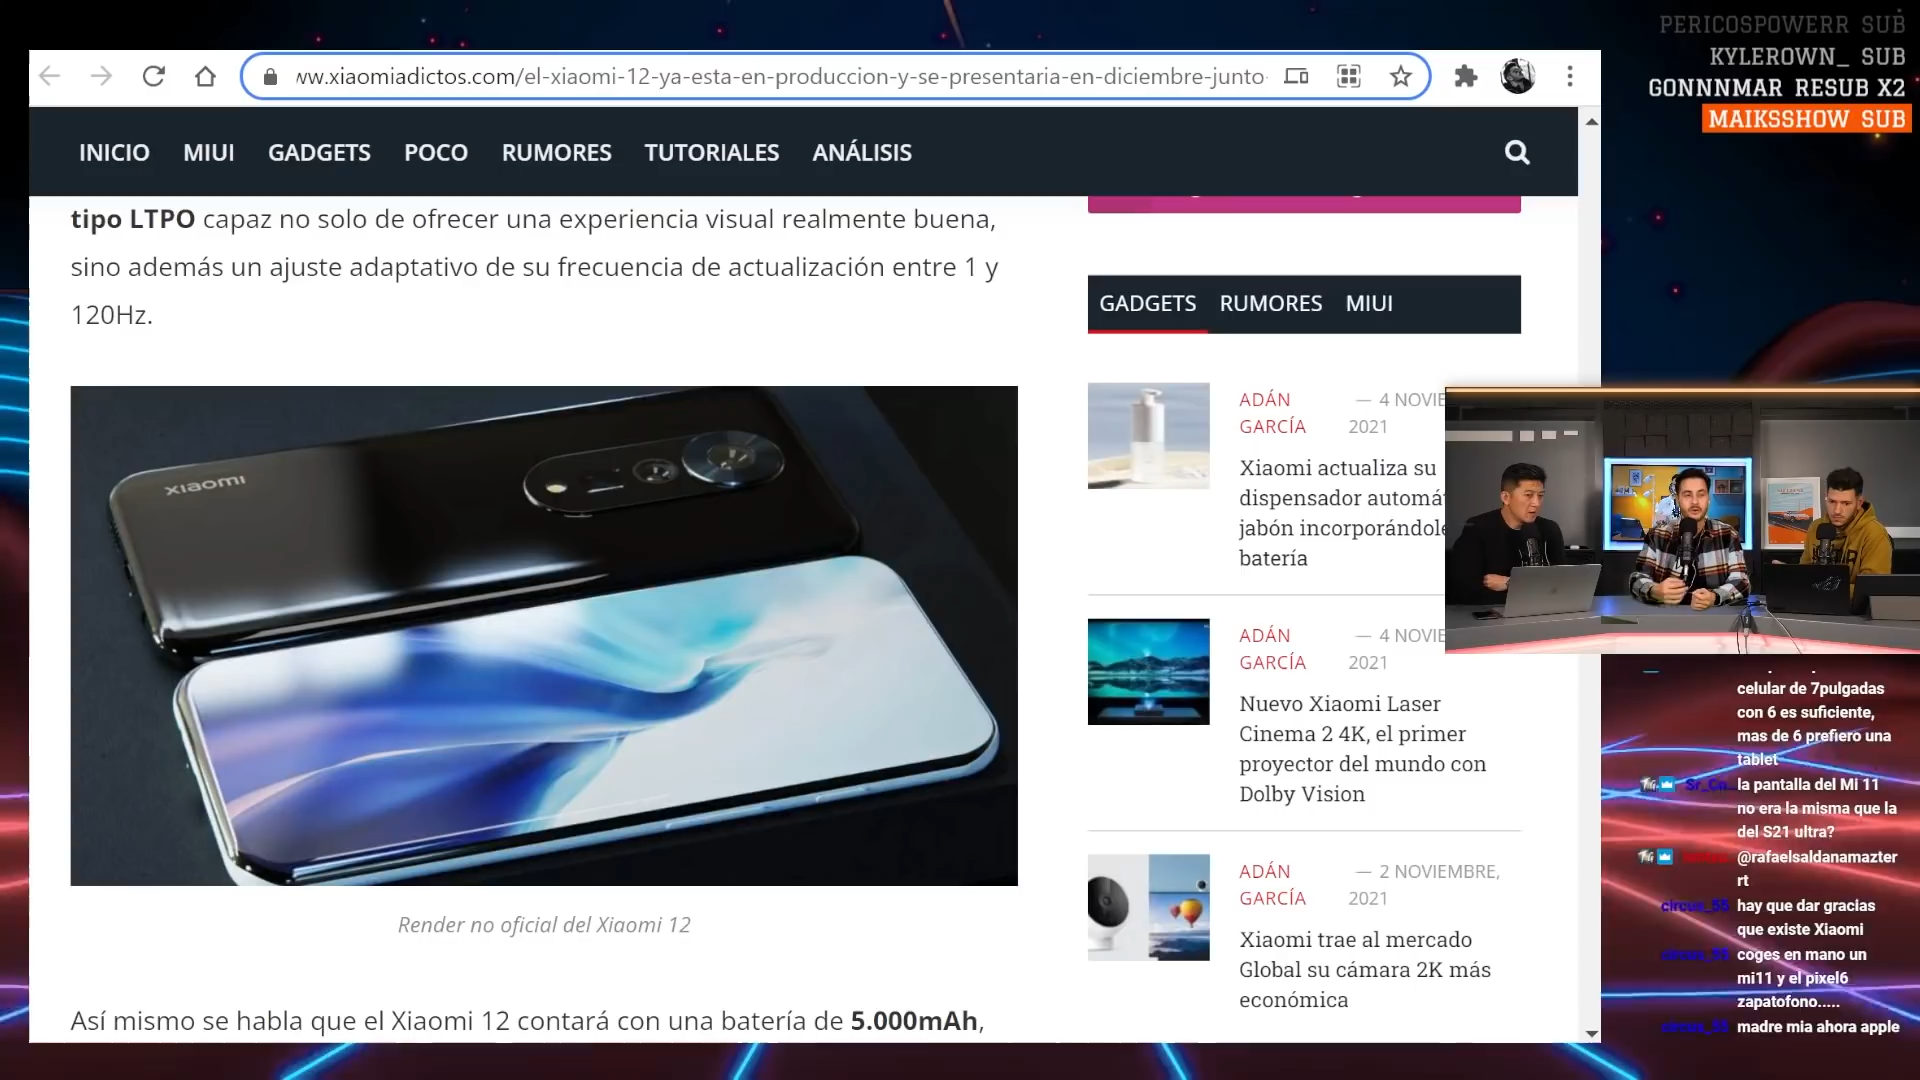 PERICOSPOWERR SUB
KYLEROWN_ SUB
GONNNMAR RESUB X2
MAIKSSHOW SUB
ww.xiaomiadictos.com/el-xiaomi-12-ya-esta-en-produccion-y-se-presentaria-en-diciembre-junto-
INICIO MIUI GADGETS POCO RUMORES TUTORIALES ANÁLISIS
tipo LTPO capaz no solo de ofrecer una experiencia visual realmente buena,
sino además un ajuste adaptativo de su frecuencia de actualización entre 1 y
120Hz.
xiaomi
Render no oficial del Xiaomi 12
Así mismo se habla que el Xiaomi 12 contará con una batería de 5.000mAh,
GADGETS RUMORES MIUI
ADÁN GARCÍA — 4 NOVIE
2021
Xiaomi actualiza su
dispensador automát
jabón incorporándole
batería
ADÁN GARCÍA — 4 NOVIE
2021
Nuevo Xiaomi Laser
Cinema 2 4K, el primer
proyector del mundo con
Dolby Vision
ADÁN GARCÍA — 2 NOVIEMBRE,
2021
Xiaomi trae al mercado
Global su cámara 2K más
económica
celular de 7pulgadas
con 6 es suficiente,
mas de 6 prefiero una
tablet
Sr_Cn... la pantalla del Mi 11
no era la misma que la
del S21 ultra?
@rafaelsaldanamazter
rt
circus_55 hay que dar gracias
que existe Xiaomi
circus_55 coges en mano un
mi11 y el pixel6
zapatofono.....
circus_55 madre mia ahora apple